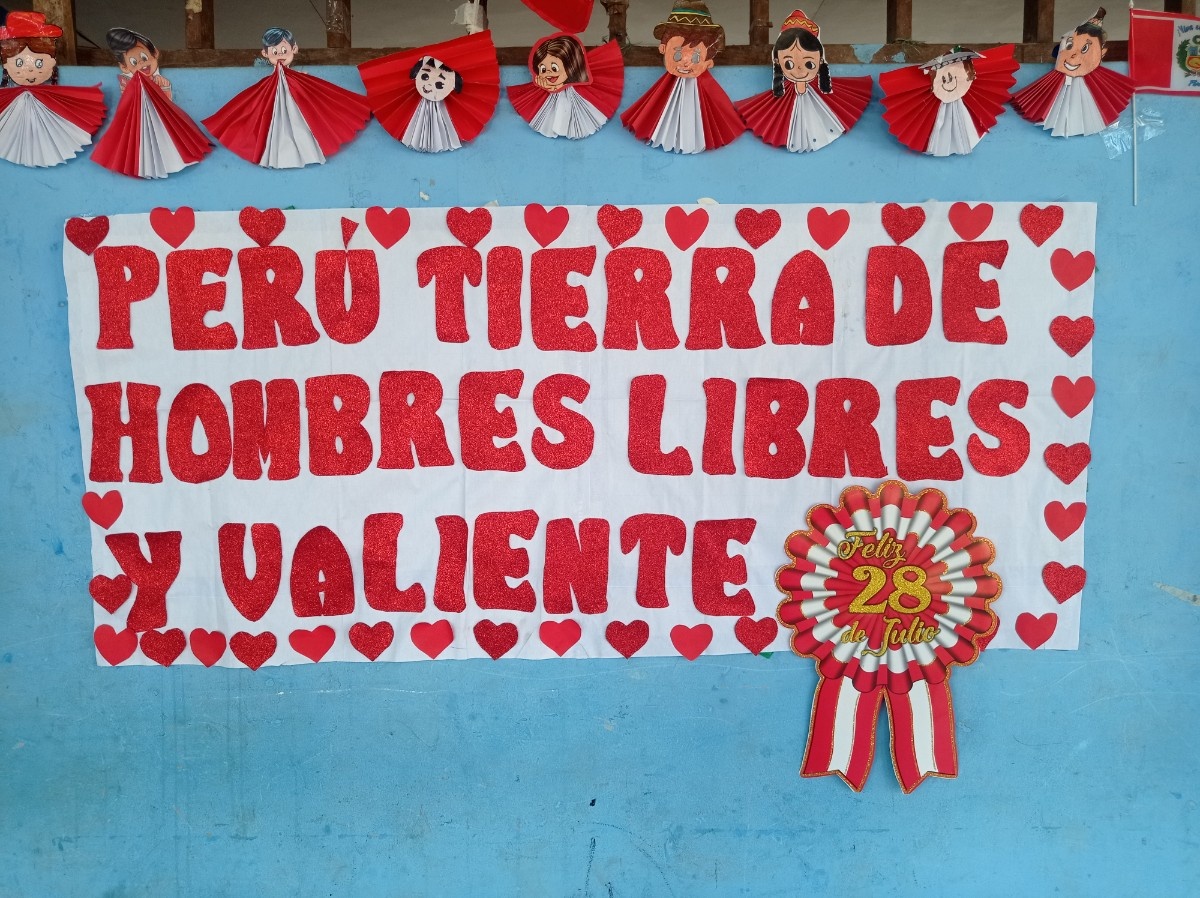 PERÚ TIERRA DE
HOMBRES LIBRES
Y VALIENTE
Feliz
28
de Julio